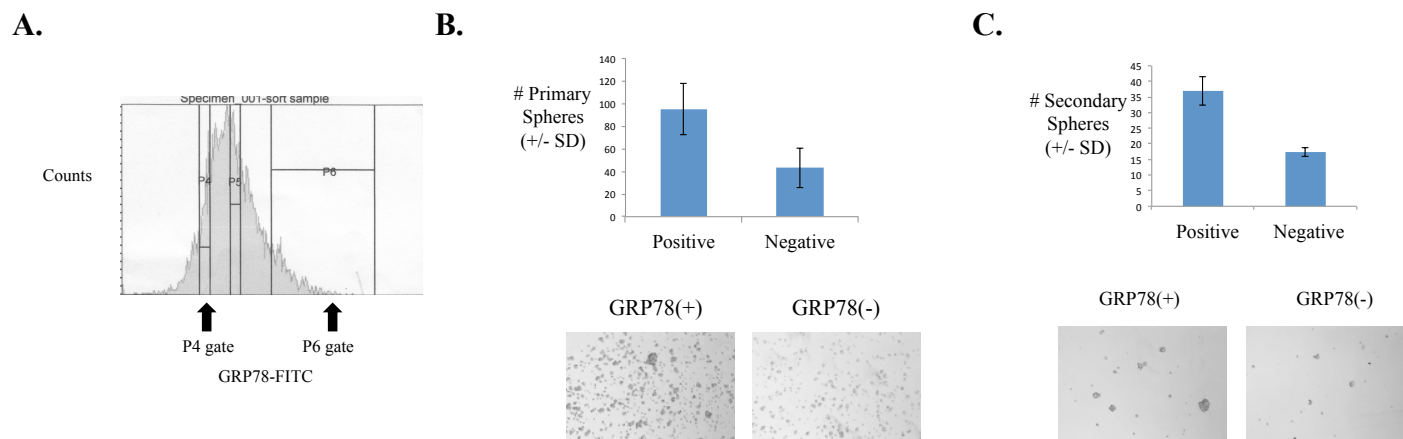 A.
Specimen_001-sort sample
Counts
P4
P5
P6
P4 gate
P6 gate
GRP78-FITC
B.
# Primary
Spheres
(+/- SD)
140
120
100
80
60
40
20
0
Positive
Negative
GRP78(+)
GRP78(-)
C.
# Secondary
Spheres
(+/- SD)
45
40
35
30
25
20
15
10
5
0
Positive
Negative
GRP78(+)
GRP78(-)